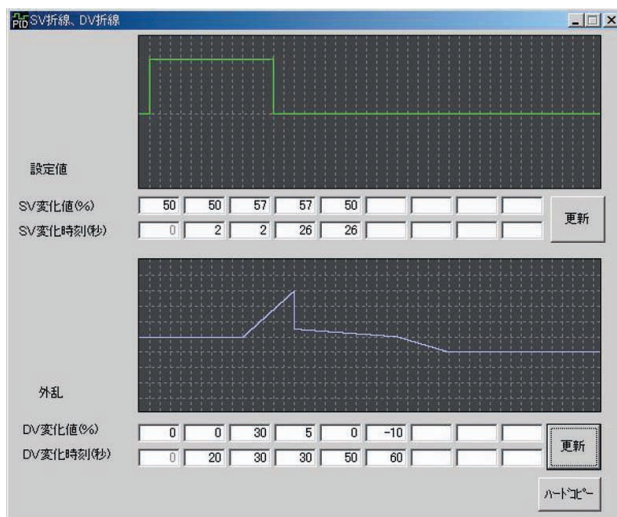 PID SV折線、DV折線
設定値
SV変化値(%) 50 50 57 57 50
SV変化時刻(秒) 0 2 2 26 26
更新
外乱
DV変化値(%) 0 0 30 5 0 -10
DV変化時刻(秒) 0 20 30 30 50 60
更新
ﾊｰﾄﾞｺﾋﾟｰ